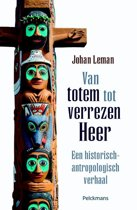 Johan Leman
Van
totem tot
verrezen
Heer
Een historisch-
antropologisch
verhaal
Pelckmans